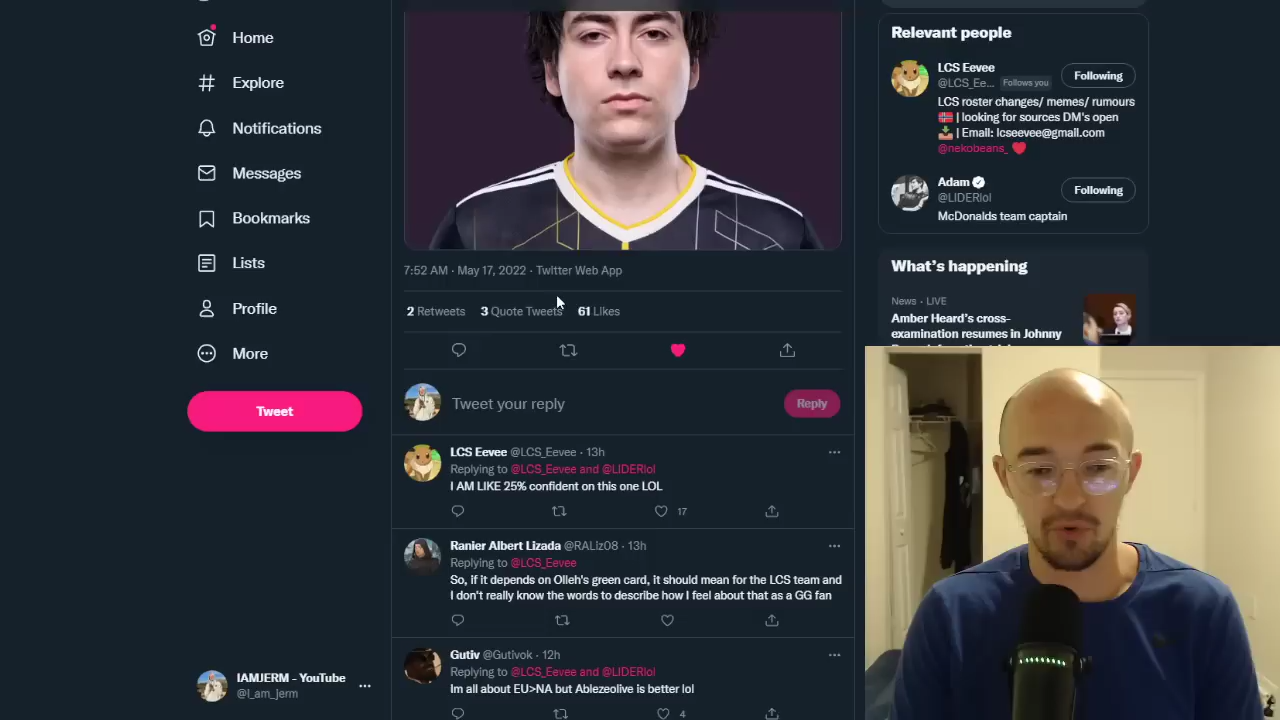 Home
Explore
Notifications
Messages
Bookmarks
Lists
Profile
More
Tweet
IAMJERM - YouTube
@I_am_Jerm
7:52 AM · May 17, 2022 · Twitter Web App
2 Retweets 3 Quote Tweets 61 Likes
Tweet your reply
Reply
LCS Eevee @LCS_Eevee · 13h
Replying to @LCS_Eevee and @LIDERlol
I AM LIKE 25% confident on this one LOL
17
Ranier Albert Lizada @RALIz08 · 13h
Replying to @LCS_Eevee
So, if it depends on Olleh's green card, it should mean for the LCS team and
I don't really know the words to describe how I feel about that as a GG fan
Gutiv @Gutivok · 12h
Replying to @LCS_Eevee and @LIDERlol
Im all about EU>NA but Ablezeolive is better lol
4
Relevant people
LCS Eevee
@LCS_Ee... Follows you
Following
LCS roster changes/ memes/ rumours
| looking for sources DM's open
| Email: lcseevee@gmail.com
@nekobeans_
Adam
@LIDERlol
Following
McDonalds team captain
What's happening
News · LIVE
Amber Heard's cross-
examination resumes in Johnny